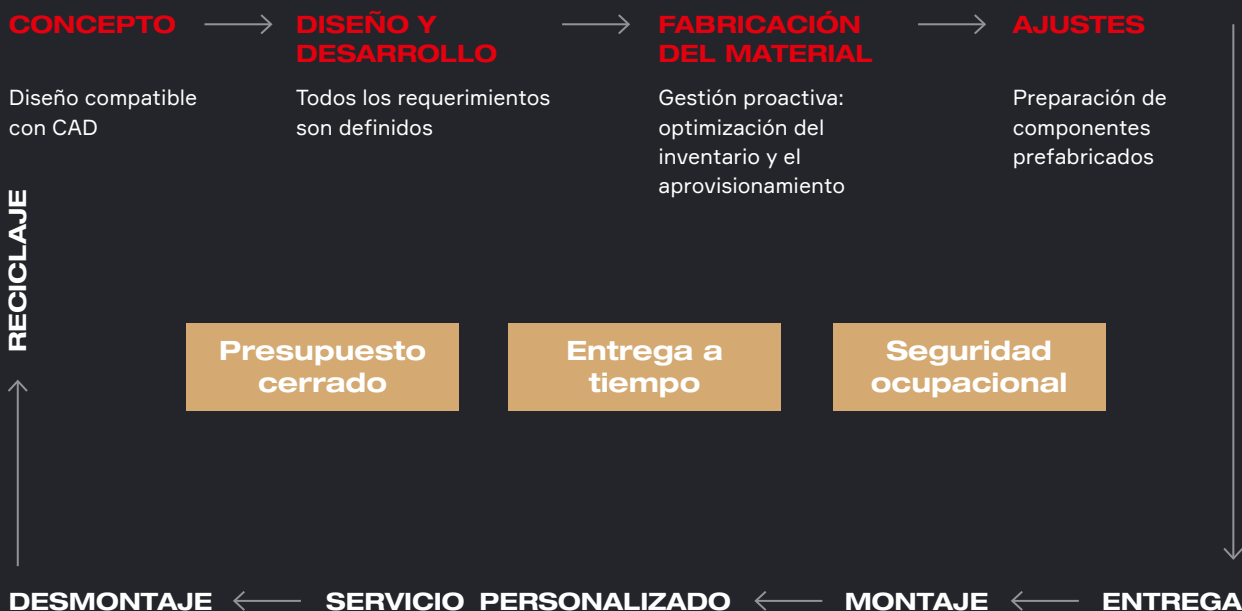 CONCEPTO
Diseño compatible
con CAD
DISEÑO Y
DESARROLLO
Todos los requerimientos
son definidos
FABRICACIÓN
DEL MATERIAL
Gestión proactiva:
optimización del
inventario y el
aprovisionamiento
AJUSTES
Preparación de
componentes
prefabricados
RECICLAJE
Presupuesto
cerrado
Entrega a
tiempo
Seguridad
ocupacional
DESMONTAJE
SERVICIO PERSONALIZADO
MONTAJE
ENTREGA